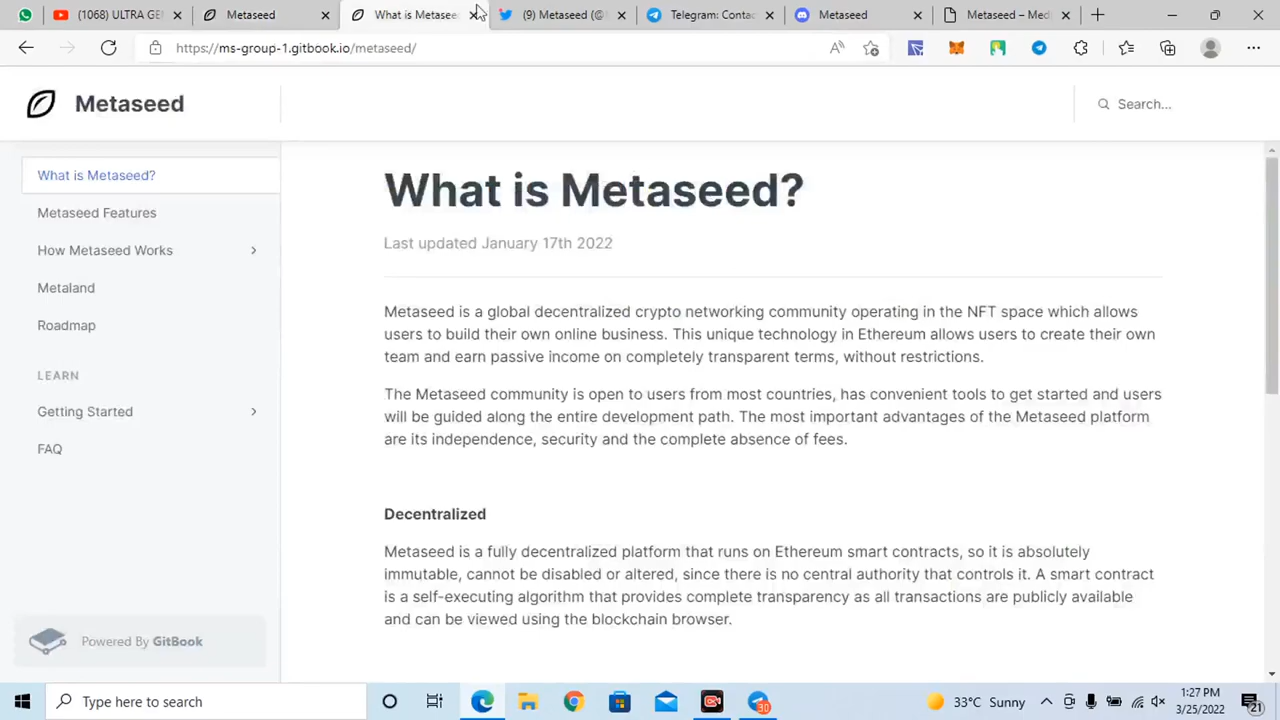 (1068) ULTRA GE
Metaseed
What is Metasee
(9) Metaseed (@
Telegram: Contac
Metaseed
Metaseed – Med
https://ms-group-1.gitbook.io/metaseed/
Metaseed
Search...
What is Metaseed?
Metaseed Features
How Metaseed Works
Metaland
Roadmap
LEARN
Getting Started
FAQ
Powered By GitBook
What is Metaseed?
Last updated January 17th 2022
Metaseed is a global decentralized crypto networking community operating in the NFT space which allows
users to build their own online business. This unique technology in Ethereum allows users to create their own
team and earn passive income on completely transparent terms, without restrictions.
The Metaseed community is open to users from most countries, has convenient tools to get started and users
will be guided along the entire development path. The most important advantages of the Metaseed platform
are its independence, security and the complete absence of fees.
Decentralized
Metaseed is a fully decentralized platform that runs on Ethereum smart contracts, so it is absolutely
immutable, cannot be disabled or altered, since there is no central authority that controls it. A smart contract
is a self-executing algorithm that provides complete transparency as all transactions are publicly available
and can be viewed using the blockchain browser.
Type here to search
30
33°C Sunny
1:27 PM
3/25/2022
21